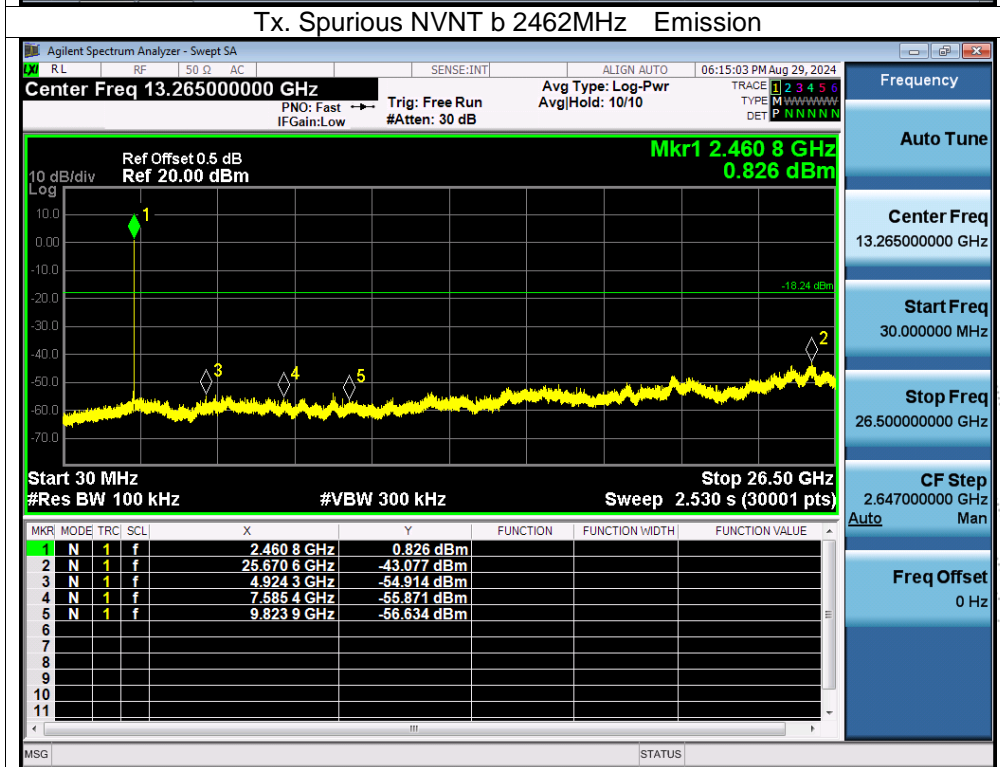 Tx. Spurious NVNT b 2462MHz Emission
Agilent Spectrum Analyzer - Swept SA
LXI RL RF 50 Ω AC SENSE:INT ALIGN AUTO 06:15:03 PM Aug 29, 2024
Center Freq 13.265000000 GHz
PNO: Fast
IFGain:Low
Trig: Free Run
#Atten: 30 dB
Avg Type: Log-Pwr
Avg|Hold: 10/10
TRACE 1 2 3 4 5 6
TYPE M WWWWW
DET P N N N N N
Ref Offset 0.5 dB
10 dB/div Ref 20.00 dBm
Log
Mkr1 2.460 8 GHz
0.826 dBm
10.0
0.00
-10.0
-20.0
-30.0
-40.0
-50.0
-60.0
-70.0
1
-18.24 dBm
2
3
4
5
Start 30 MHz Stop 26.50 GHz
#Res BW 100 kHz #VBW 300 kHz Sweep 2.530 s (30001 pts)
MKR MODE TRC SCL X Y FUNCTION FUNCTION WIDTH FUNCTION VALUE
1 N 1 f 2.460 8 GHz 0.826 dBm
2 N 1 f 25.670 6 GHz -43.077 dBm
3 N 1 f 4.924 3 GHz -54.914 dBm
4 N 1 f 7.585 4 GHz -55.871 dBm
5 N 1 f 9.823 9 GHz -56.634 dBm
6
7
8
9
10
11
MSG STATUS
Frequency
Auto Tune
Center Freq
13.265000000 GHz
Start Freq
30.000000 MHz
Stop Freq
26.500000000 GHz
CF Step
2.647000000 GHz
Auto Man
Freq Offset
0 Hz